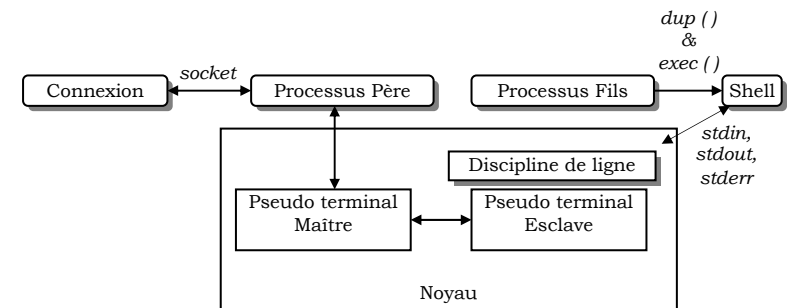 dup ()
&
exec ()
socket
Connexion
Processus Père
Processus Fils
Shell
stdin,
stdout,
stderr
Discipline de ligne
Pseudo terminal
Maître
Pseudo terminal
Esclave
Noyau